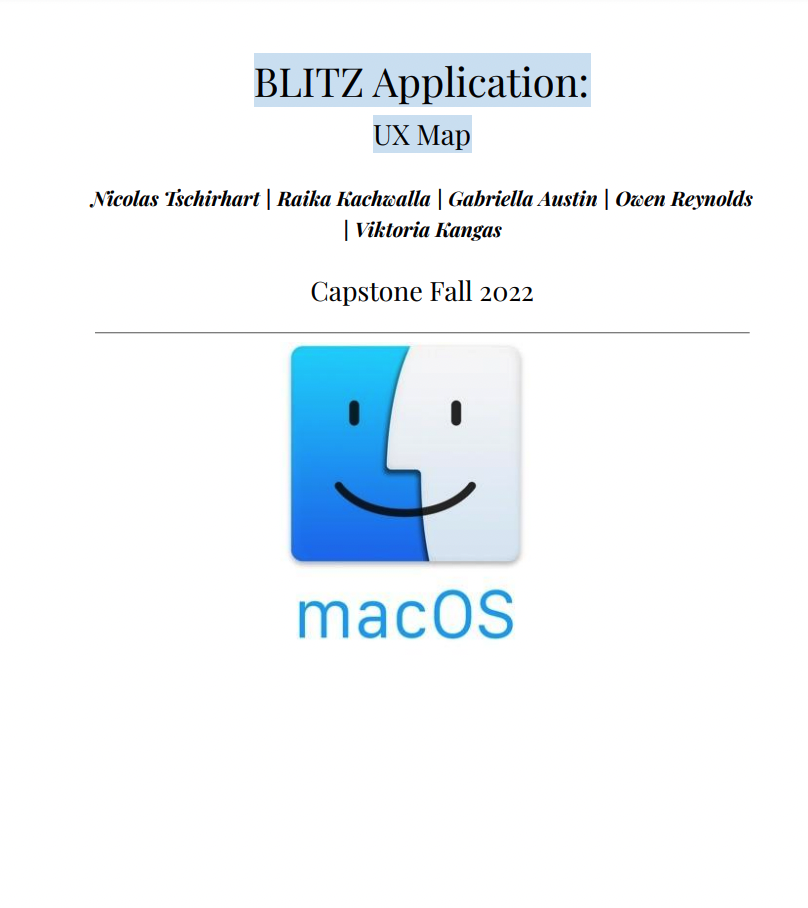 BLITZ Application:
UX Map
Nicolas Tschirhart | Raika Kachwalla | Gabriella Austin | Owen Reynolds
| Viktoria Kangas
Capstone Fall 2022
macOS